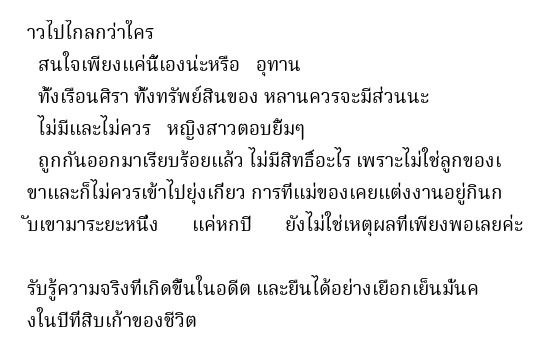 าวไปไกลกว่าใคร
สนใจเพียงแค่นี้เองน่ะหรือ อุทาน
ทั้งเรือนศิรา ทั้งทรัพย์สินของ หลานควรจะมีส่วนนะ
ไม่มีและไม่ควร หญิงสาวตอบยิ้มๆ
ถูกกันออกมาเรียบร้อยแล้ว ไม่มีสิทธิ์อะไร เพราะไม่ใช่ลูกของเ
ขาและก็ไม่ควรเข้าไปยุ่งเกี่ยว การที่แม่ของเคยแต่งงานอยู่กินก
ับเขามาระยะหนึ่ง แค่หกปี ยังไม่ใช่เหตุผลที่เพียงพอเลยค่ะ
รับรู้ความจริงที่เกิดขึ้นในอดีต และยืนได้อย่างเยือกเย็นมั่นค
งในปีที่สิบเก้าของชีวิต